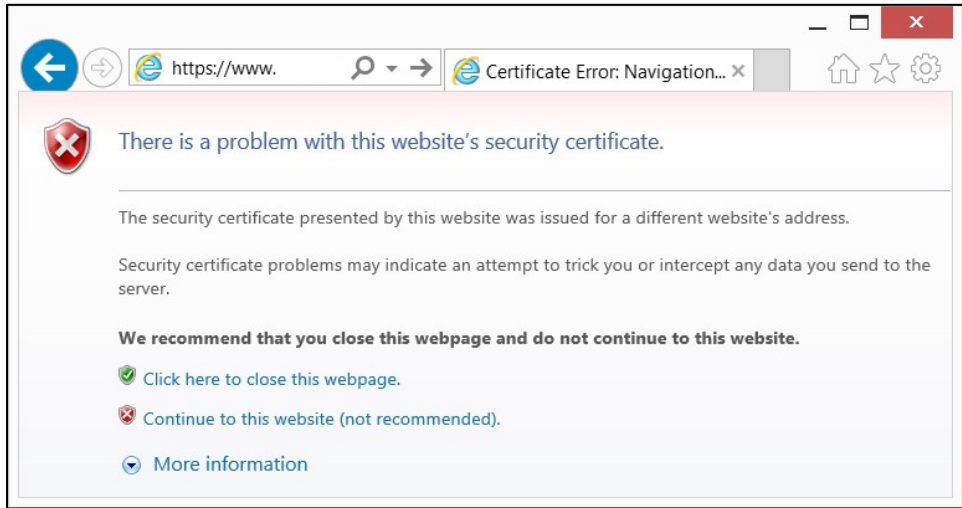 https://www.
Certificate Error: Navigation...
There is a problem with this website's security certificate.
The security certificate presented by this website was issued for a different website's address.
Security certificate problems may indicate an attempt to trick you or intercept any data you send to the
server.
We recommend that you close this webpage and do not continue to this website.
Click here to close this webpage.
Continue to this website (not recommended).
More information